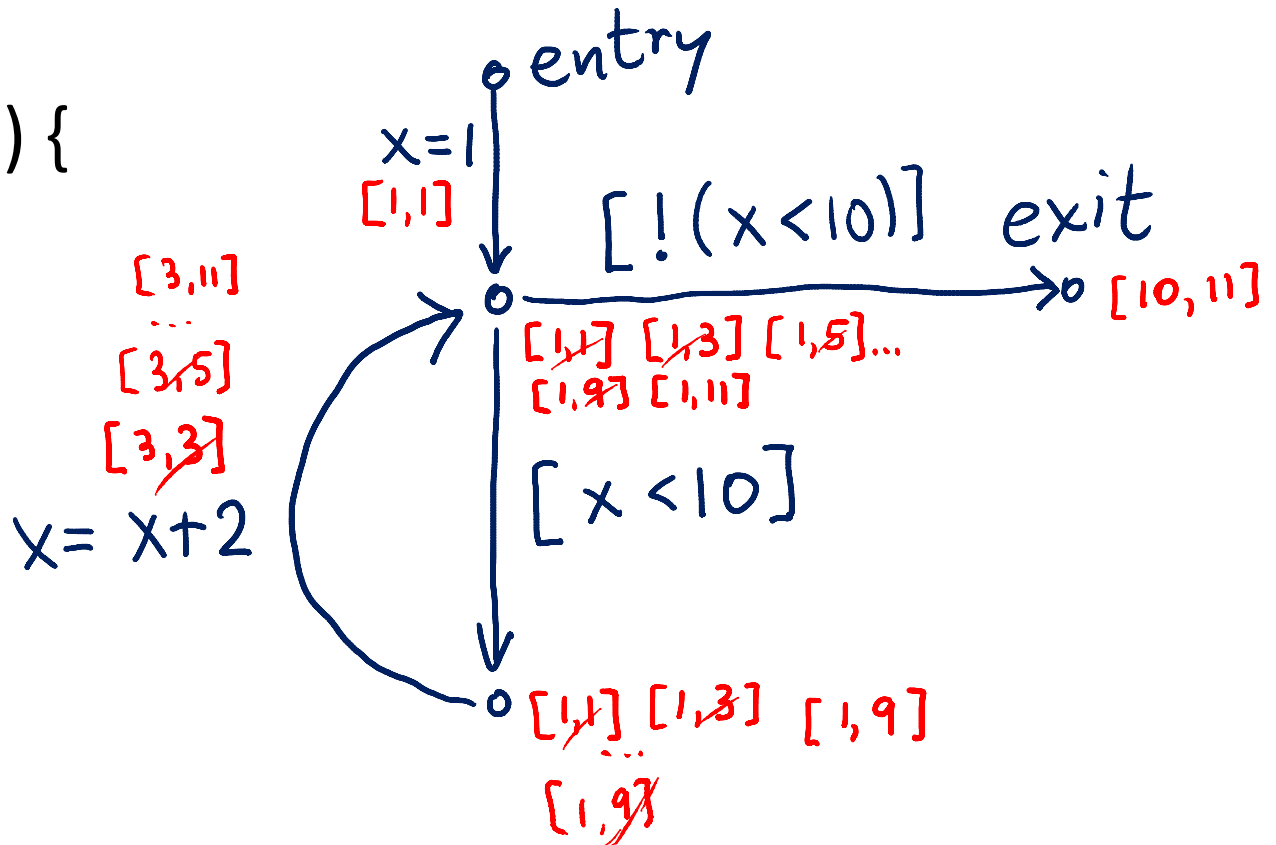 entry
) {
x=1
[1,1]
[!(x<10)] exit
[3,11]
[10,11]
...
[1,1] [1,3] [1,5]...
[3,5]
[1,9] [1,11]
[3,3]
[x<10]
x= x+2
[1,1] [1,3] [1,9]
...
[1,9]